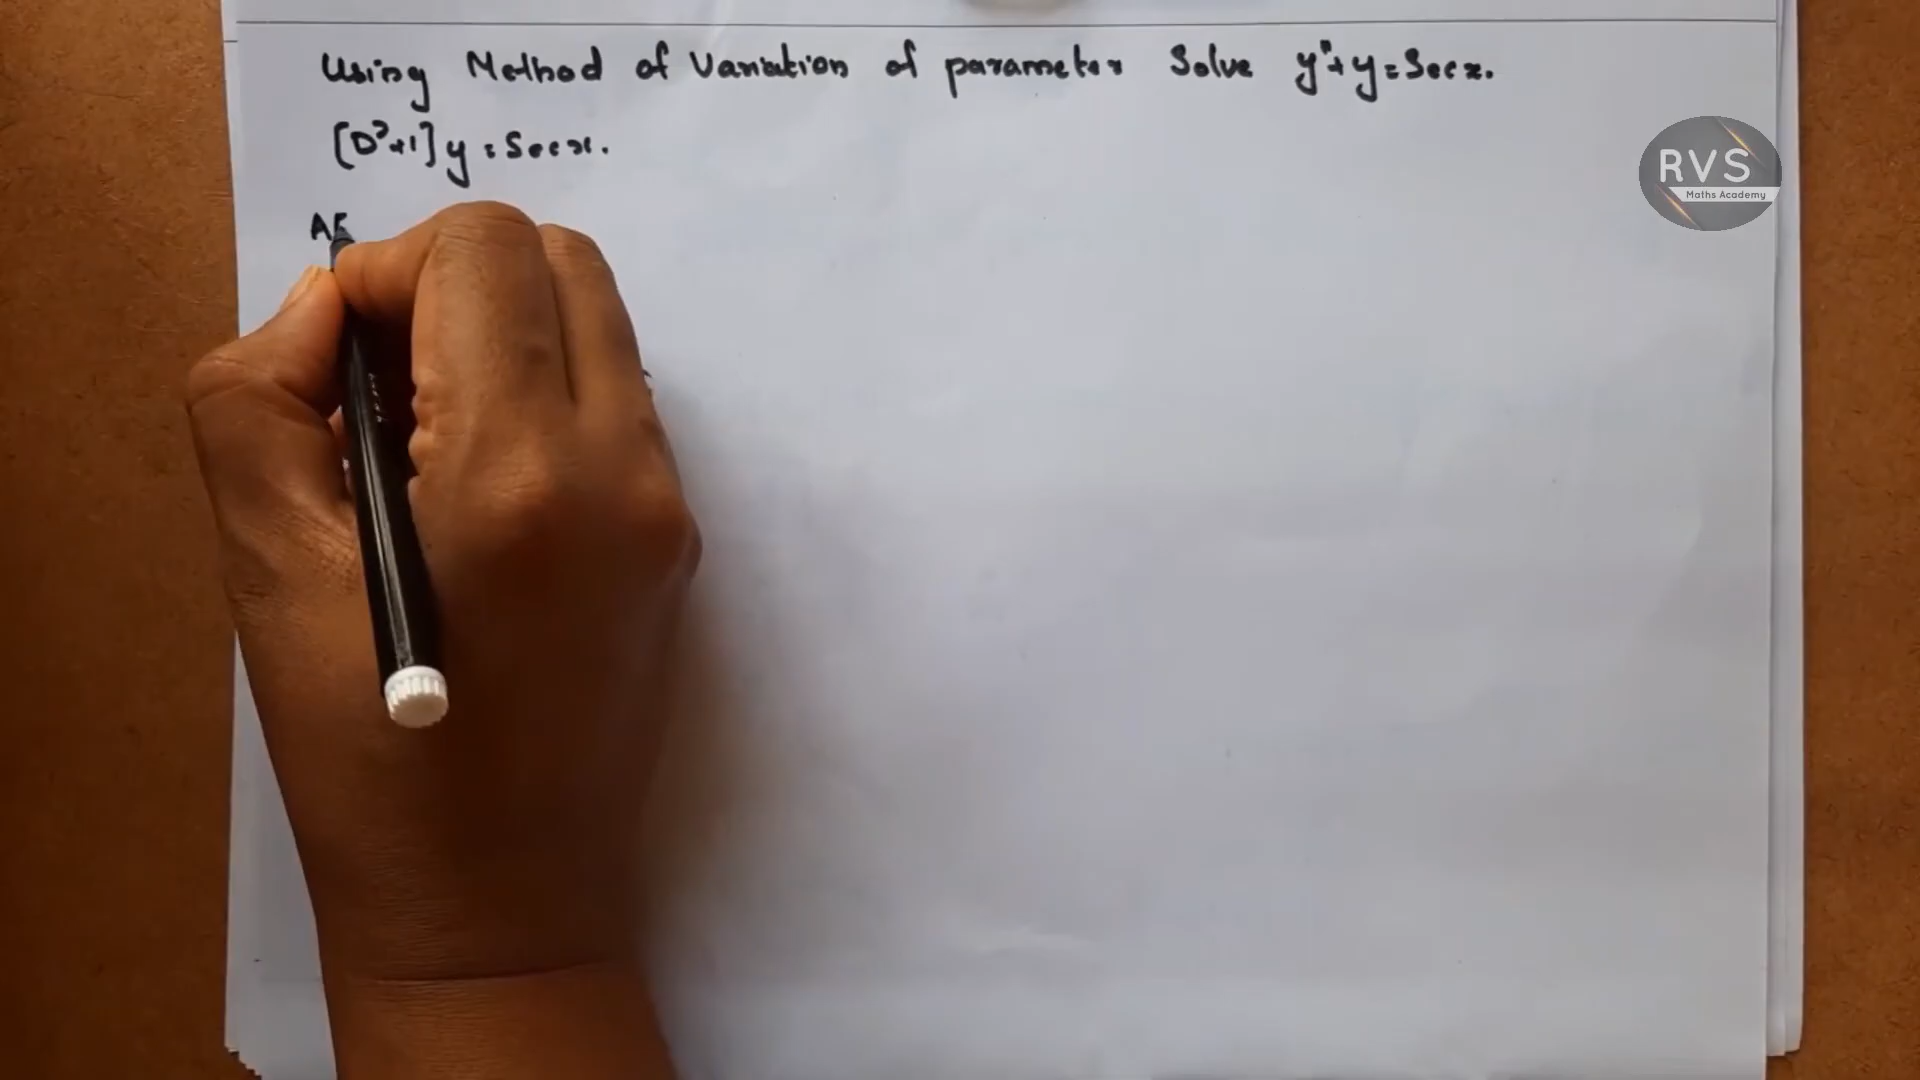 Using Method of Variation of parameter Solve y"+y=Secx.
[D²+1]y=Secx.
AE
RVS
Maths Academy